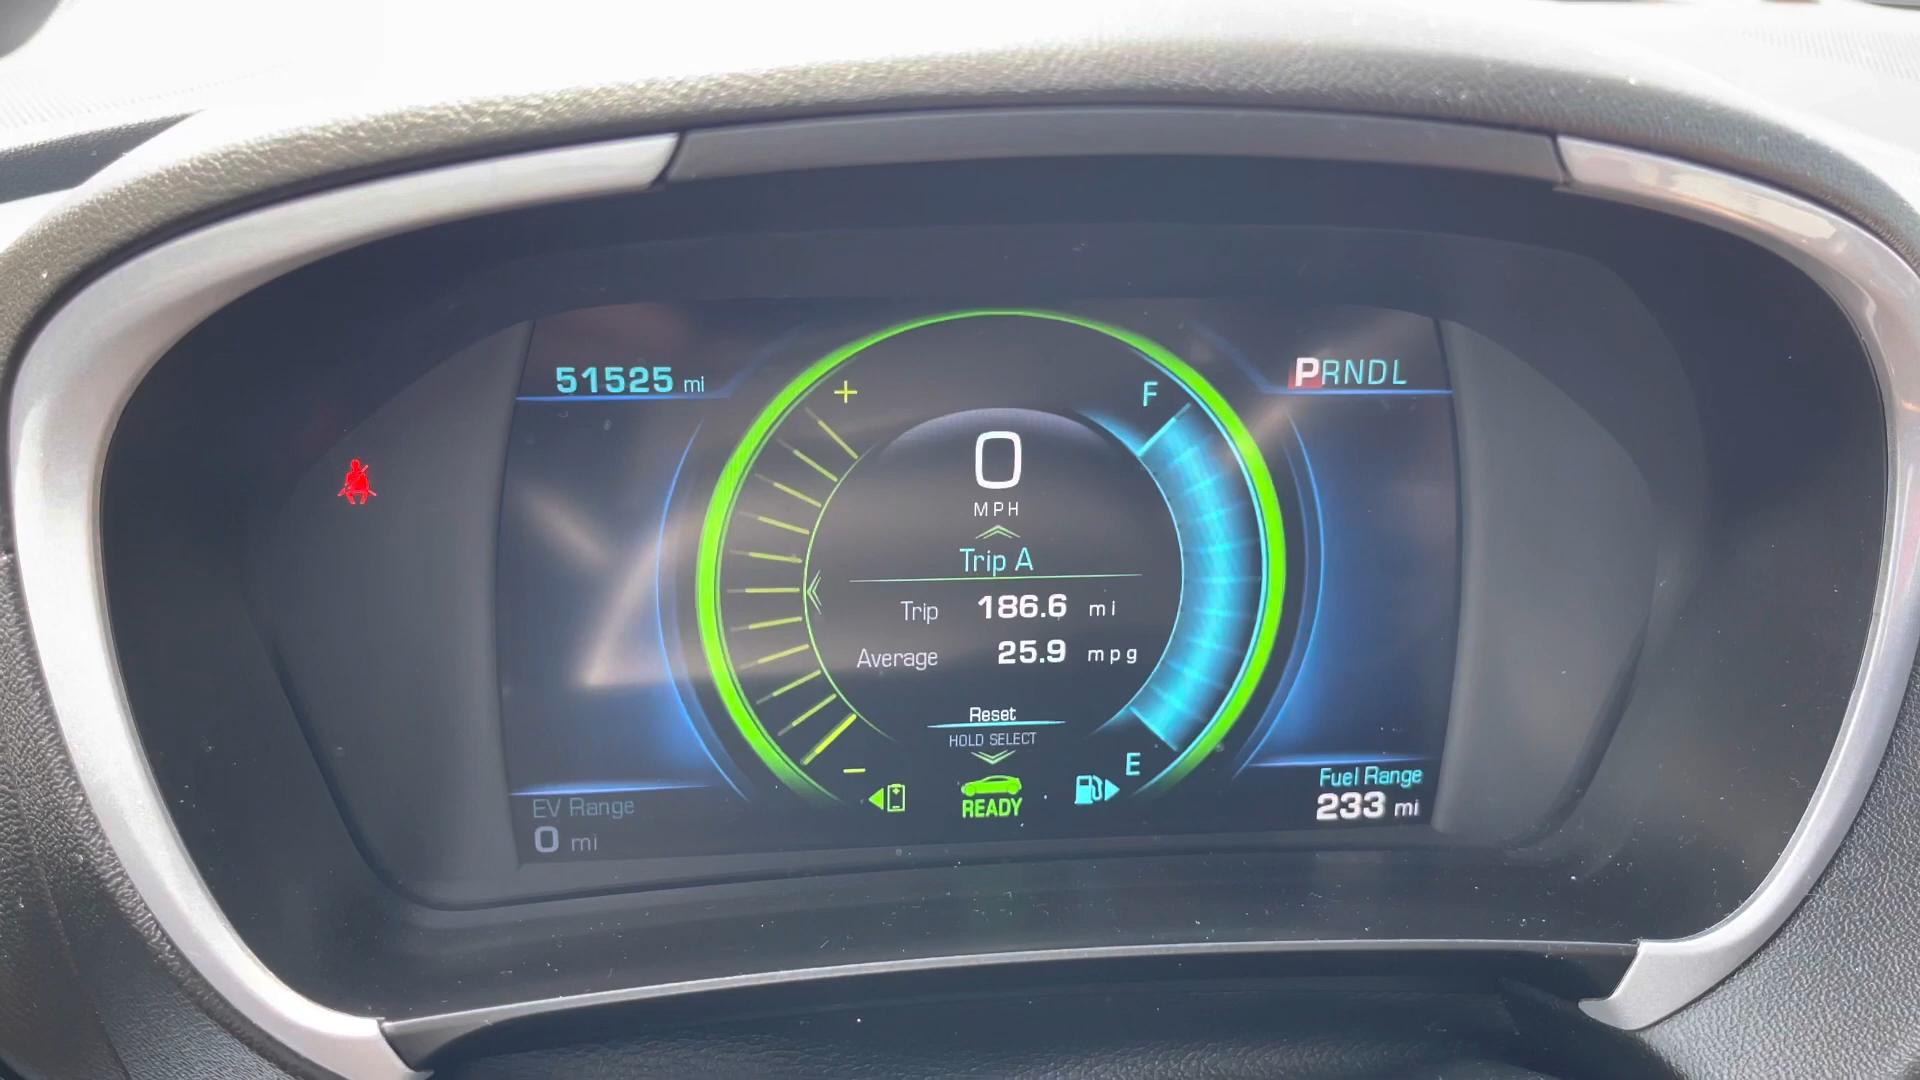 51525 mi
PRNDL
+
F
0
MPH
Trip A
Trip 186.6 mi
Average 25.9 mpg
Reset
HOLD SELECT
−
E
READY
EV Range
0 mi
Fuel Range
233 mi